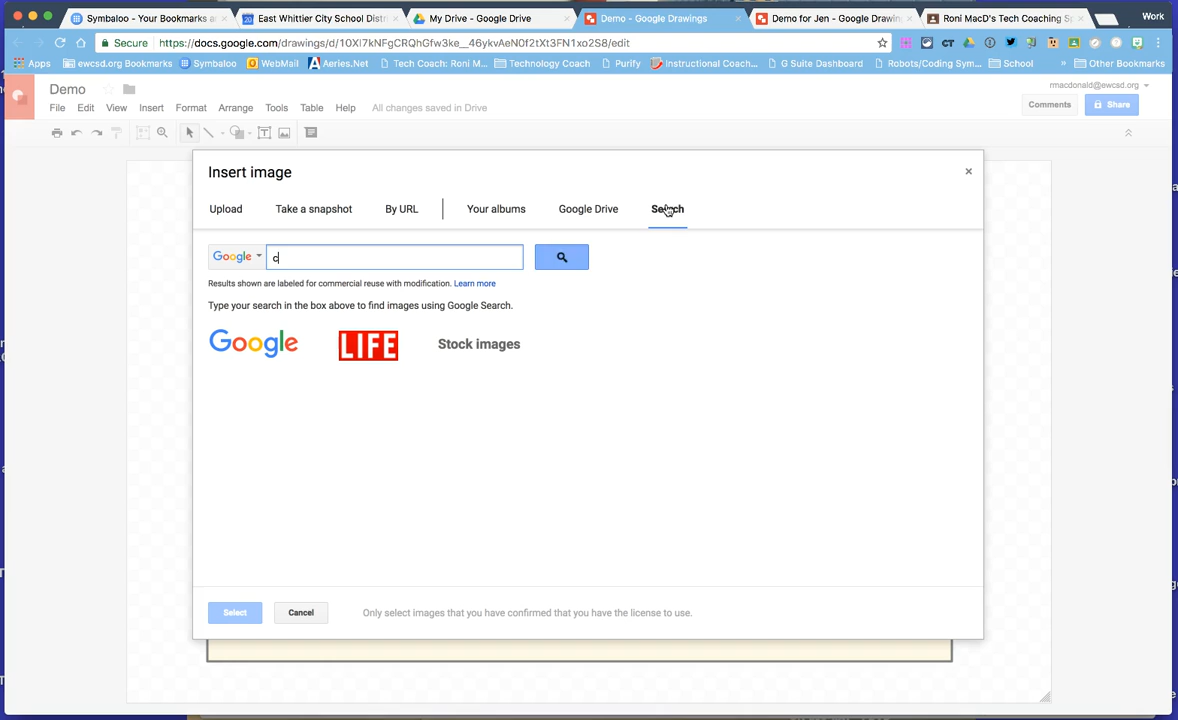 Symbaloo - Your Bookmarks a
East Whittier City School Distri
My Drive - Google Drive
Demo - Google Drawings
Demo for Jen - Google Drawin
Roni MacD's Tech Coaching S
Work
Secure
https://docs.google.com/drawings/d/10Xl7kNFgCRQhGfw3ke__46ykvAeN0f2tXt3FN1xo2S8/edit
Apps
ewcsd.org Bookmarks
Symbaloo
WebMail
Aeries.Net
Tech Coach: Roni M...
Technology Coach
Purify
Instructional Coac...
G Suite Dashboard
Robots/Coding Sym...
School
»
Other Bookmarks
Demo
rmacdonald@ewcsd.org
File Edit View Insert Format Arrange Tools Table Help
All changes saved in Drive
Comments
Share
Insert image
×
Upload
Take a snapshot
By URL
Your albums
Google Drive
Search
Google
c
Results shown are labeled for commercial reuse with modification. Learn more
Type your search in the box above to find images using Google Search.
Google
LIFE
Stock images
Select
Cancel
Only select images that you have confirmed that you have the license to use.